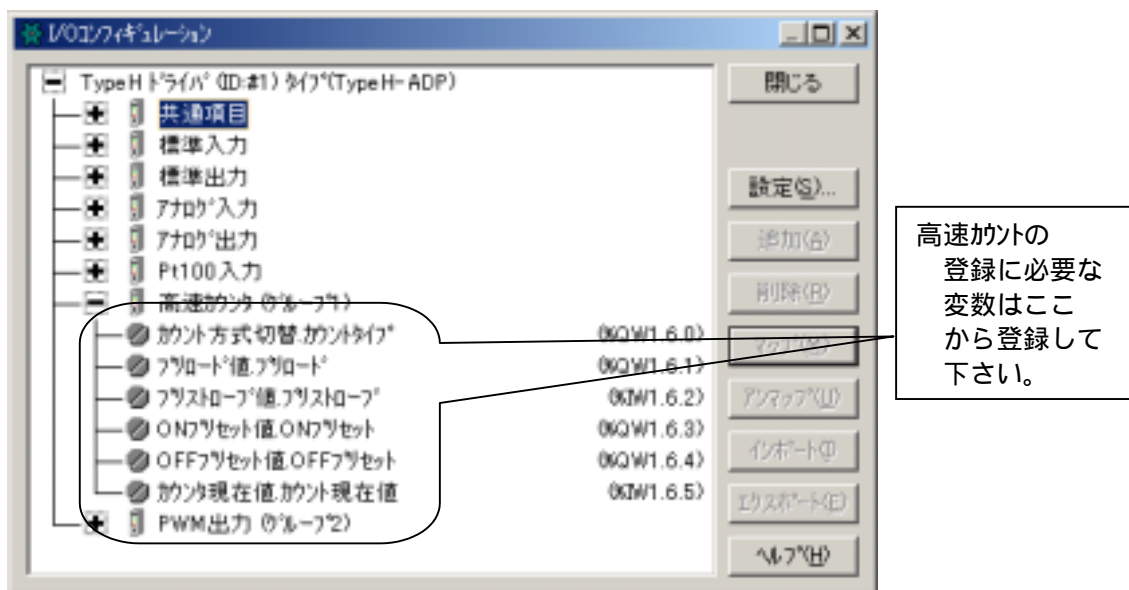 I/Oｺﾝﾌｨｷﾞｭﾚｰｼｮﾝ
TypeH ﾄﾞﾗｲﾊﾞ (ID:#1) ﾀｲﾌﾟ(TypeH-ADP)
共通項目
標準入力
標準出力
ｱﾅﾛｸﾞ入力
ｱﾅﾛｸﾞ出力
Pt100入力
高速ｶｳﾝﾀ (ｸﾞﾙｰﾌﾟ1)
ｶｳﾝﾄ方式切替.ｶｳﾝﾄﾀｲﾌﾟ (%QW1.6.0)
ﾌﾟﾘﾛｰﾄﾞ値.ﾌﾟﾘﾛｰﾄﾞ (%QW1.6.1)
ﾌﾟﾘｽﾄﾛｰﾌﾞ値.ﾌﾟﾘｽﾄﾛｰﾌﾞ (%IW1.6.2)
ONﾌﾟﾘｾｯﾄ値.ONﾌﾟﾘｾｯﾄ (%QW1.6.3)
OFFﾌﾟﾘｾｯﾄ値.OFFﾌﾟﾘｾｯﾄ (%QW1.6.4)
ｶｳﾝﾀ現在値.ｶｳﾝﾄ現在値 (%IW1.6.5)
PWM出力 (ｸﾞﾙｰﾌﾟ2)
閉じる
設定(S)...
追加(A)
削除(R)
ﾏｯﾌﾟ(M)
ｱﾝﾏｯﾌﾟ(U)
ｲﾝﾎﾟｰﾄ(I)
ｴｸｽﾎﾟｰﾄ(E)
ﾍﾙﾌﾟ(H)
高速ｶｳﾝﾄの
登録に必要な
変数はここ
から登録して
下さい。